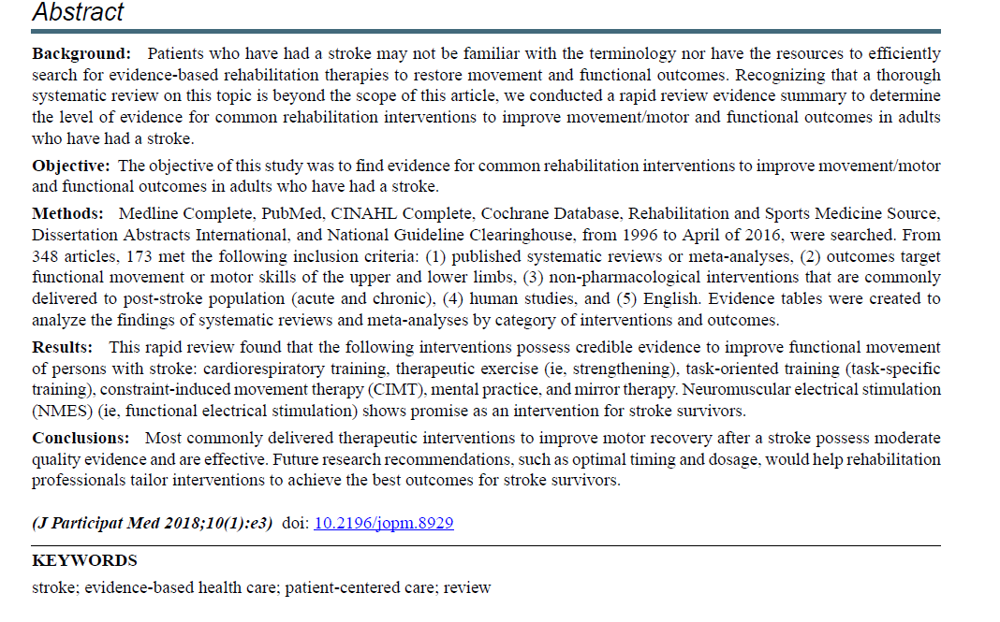 Abstract
Background: Patients who have had a stroke may not be familiar with the terminology nor have the resources to efficiently
search for evidence-based rehabilitation therapies to restore movement and functional outcomes. Recognizing that a thorough
systematic review on this topic is beyond the scope of this article, we conducted a rapid review evidence summary to determine
the level of evidence for common rehabilitation interventions to improve movement/motor and functional outcomes in adults
who have had a stroke.
Objective: The objective of this study was to find evidence for common rehabilitation interventions to improve movement/motor
and functional outcomes in adults who have had a stroke.
Methods: Medline Complete, PubMed, CINAHL Complete, Cochrane Database, Rehabilitation and Sports Medicine Source,
Dissertation Abstracts International, and National Guideline Clearinghouse, from 1996 to April of 2016, were searched. From
348 articles, 173 met the following inclusion criteria: (1) published systematic reviews or meta-analyses, (2) outcomes target
functional movement or motor skills of the upper and lower limbs, (3) non-pharmacological interventions that are commonly
delivered to post-stroke population (acute and chronic), (4) human studies, and (5) English. Evidence tables were created to
analyze the findings of systematic reviews and meta-analyses by category of interventions and outcomes.
Results: This rapid review found that the following interventions possess credible evidence to improve functional movement
of persons with stroke: cardiorespiratory training, therapeutic exercise (ie, strengthening), task-oriented training (task-specific
training), constraint-induced movement therapy (CIMT), mental practice, and mirror therapy. Neuromuscular electrical stimulation
(NMES) (ie, functional electrical stimulation) shows promise as an intervention for stroke survivors.
Conclusions: Most commonly delivered therapeutic interventions to improve motor recovery after a stroke possess moderate
quality evidence and are effective. Future research recommendations, such as optimal timing and dosage, would help rehabilitation
professionals tailor interventions to achieve the best outcomes for stroke survivors.
(J Participat Med 2018;10(1):e3) doi: 10.2196/jopm.8929
KEYWORDS
stroke; evidence-based health care; patient-centered care; review